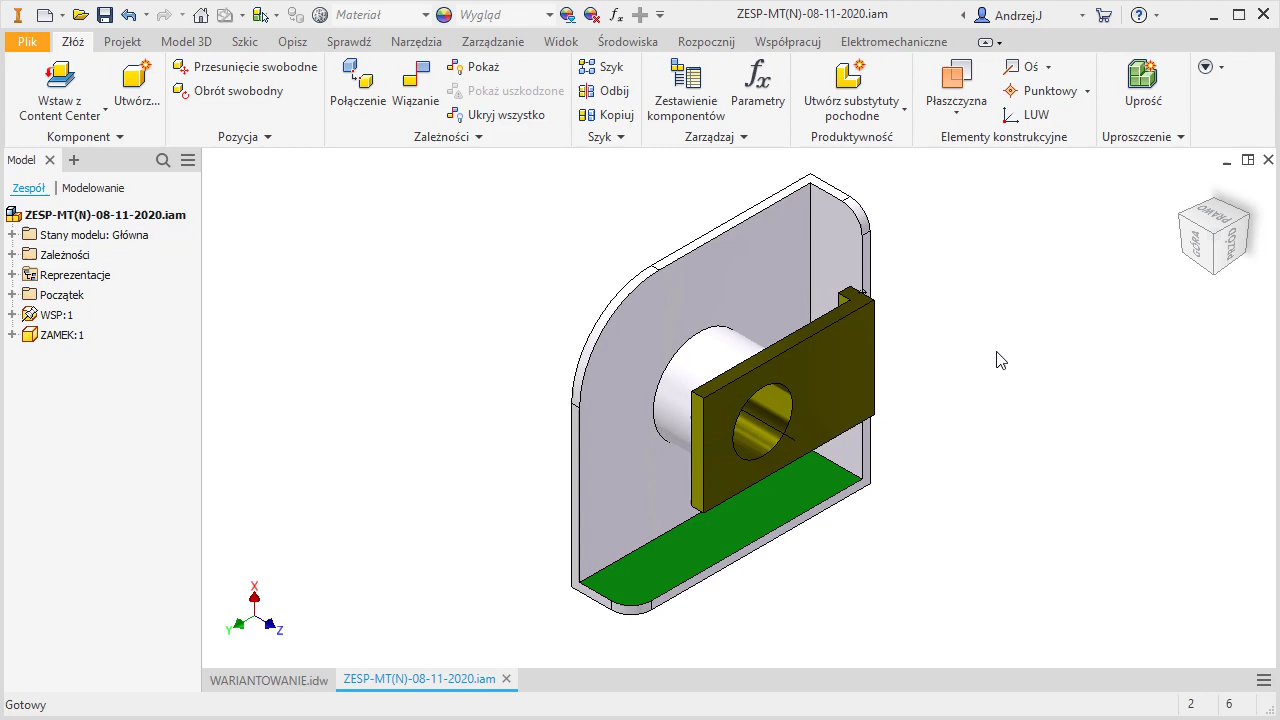 Materiał Wygląd ZESP-MT(N)-08-11-2020.iam AndrzejJ
Plik Złóż Projekt Model 3D Szkic Opisz Sprawdź Narzędzia Zarządzanie Widok Środowiska Rozpocznij Współpracuj Elektromechaniczne
Wstaw z
Content Center
Utwórz...
Komponent
Przesunięcie swobodne
Obrót swobodny
Pozycja
Połączenie
Wiązanie
Pokaż
Pokaż uszkodzone
Ukryj wszystko
Zależności
Szyk
Odbij
Kopiuj
Szyk
Zestawienie
komponentów
Parametry
Zarządzaj
Utwórz substytuty
pochodne
Produktywność
Płaszczyzna
Oś
Punktowy
LUW
Elementy konstrukcyjne
Uprość
Uproszczenie
Model
Zespół Modelowanie
ZESP-MT(N)-08-11-2020.iam
Stany modelu: Główna
Zależności
Reprezentacje
Początek
WSP:1
ZAMEK:1
PRAWO
GÓRA
PRZÓD
X
Y
Z
WARIANTOWANIE.idw ZESP-MT(N)-08-11-2020.iam
Gotowy 2 6